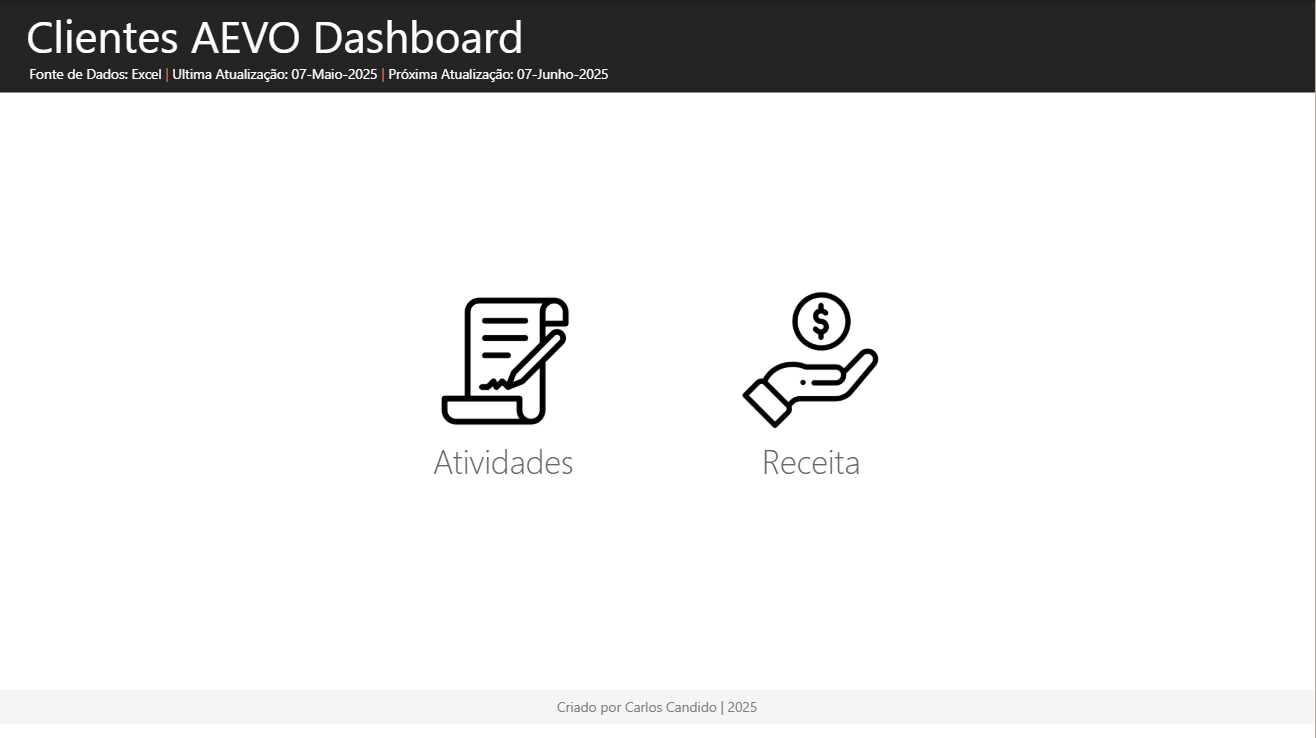 Clientes AEVO Dashboard
Fonte de Dados: Excel | Ultima Atualização: 07-Maio-2025 | Próxima Atualização: 07-Junho-2025
$
Atividades
Receita
Criado por Carlos Candido | 2025